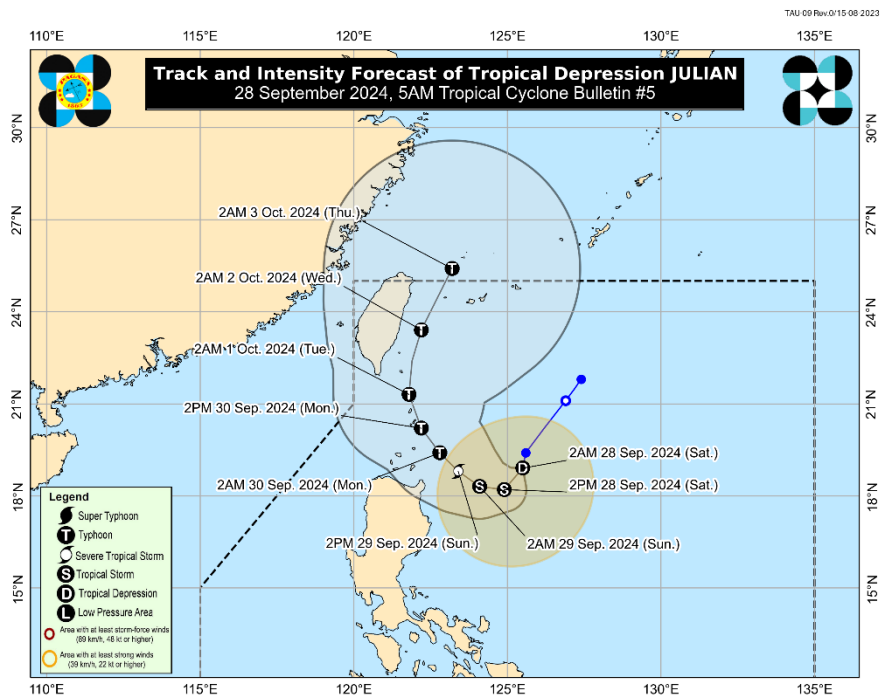 TAU-09 Rev.0/15-08-2023
110°E 115°E 120°E 125°E 130°E 135°E
Track and Intensity Forecast of Tropical Depression JULIAN
28 September 2024, 5AM Tropical Cyclone Bulletin #5
30°N 30°N
27°N 27°N
2AM 3 Oct. 2024 (Thu.)
T
2AM 2 Oct. 2024 (Wed.)
24°N 24°N
T
2AM 1 Oct. 2024 (Tue.)
T
21°N 21°N
2PM 30 Sep. 2024 (Mon.)
T
T
2AM 28 Sep. 2024 (Sat.)
D
2AM 30 Sep. 2024 (Mon.)
S
S
2PM 28 Sep. 2024 (Sat.)
18°N 18°N
2PM 29 Sep. 2024 (Sun.)
2AM 29 Sep. 2024 (Sun.)
15°N 15°N
Legend
Super Typhoon
T Typhoon
Severe Tropical Storm
S Tropical Storm
D Tropical Depression
L Low Pressure Area
Area with at least storm-force winds
(89 km/h, 48 kt or higher)
Area with at least strong winds
(39 km/h, 22 kt or higher)
110°E 115°E 120°E 125°E 130°E 135°E